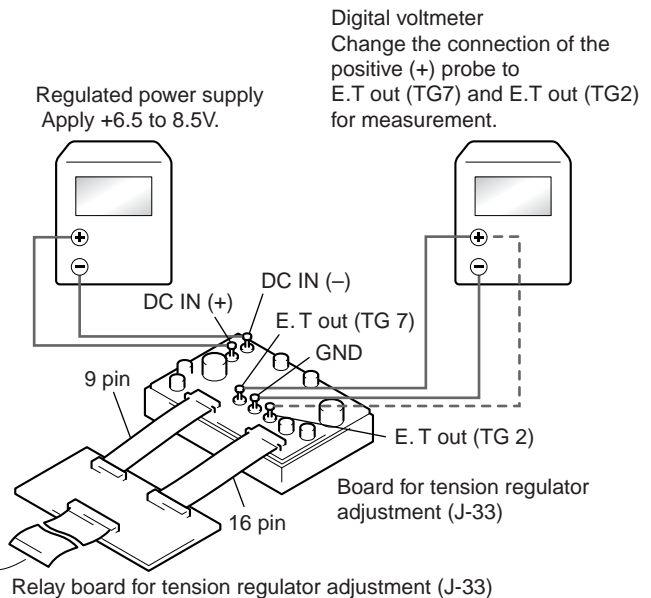 Digital voltmeter
Change the connection of the
positive (+) probe to
E.T out (TG7) and E.T out (TG2)
for measurement.
Regulated power supply
Apply +6.5 to 8.5V.
+
−
+
−
DC IN (–)
DC IN (+)
E. T out (TG 7)
GND
9 pin
E. T out (TG 2)
16 pin
Board for tension regulator
adjustment (J-33)
Relay board for tension regulator adjustment (J-33)